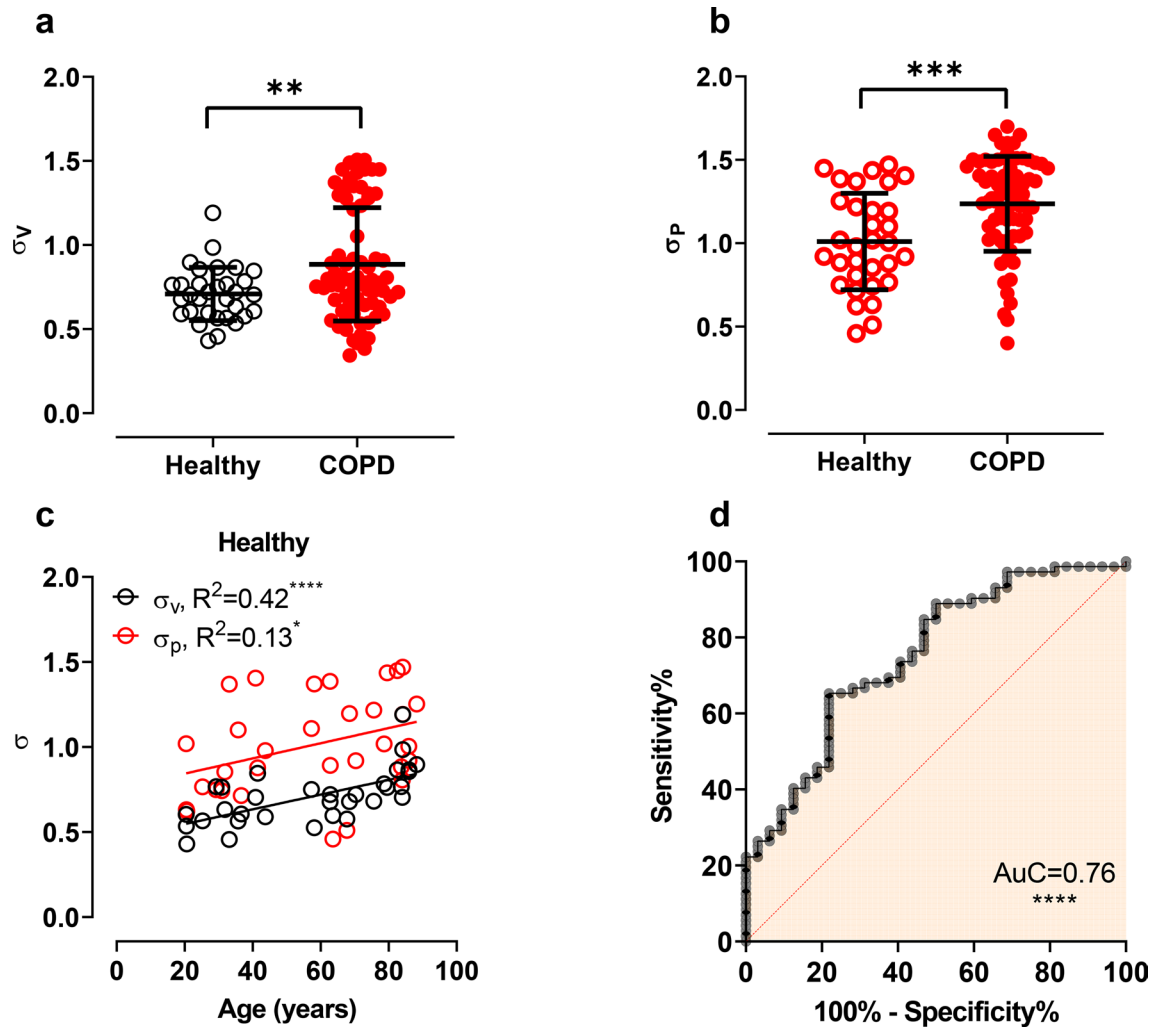 a
**
σV
2.0
1.5
1.0
0.5
0.0
Healthy COPD
b
***
σP
2.0
1.5
1.0
0.5
0.0
Healthy COPD
c
Healthy
σv, R²=0.42****
σp, R²=0.13*
σ
2.0
1.5
1.0
0.5
0.0
0 20 40 60 80 100
Age (years)
d
Sensitivity%
100
80
60
40
20
0
AuC=0.76
****
0 20 40 60 80 100
100% - Specificity%